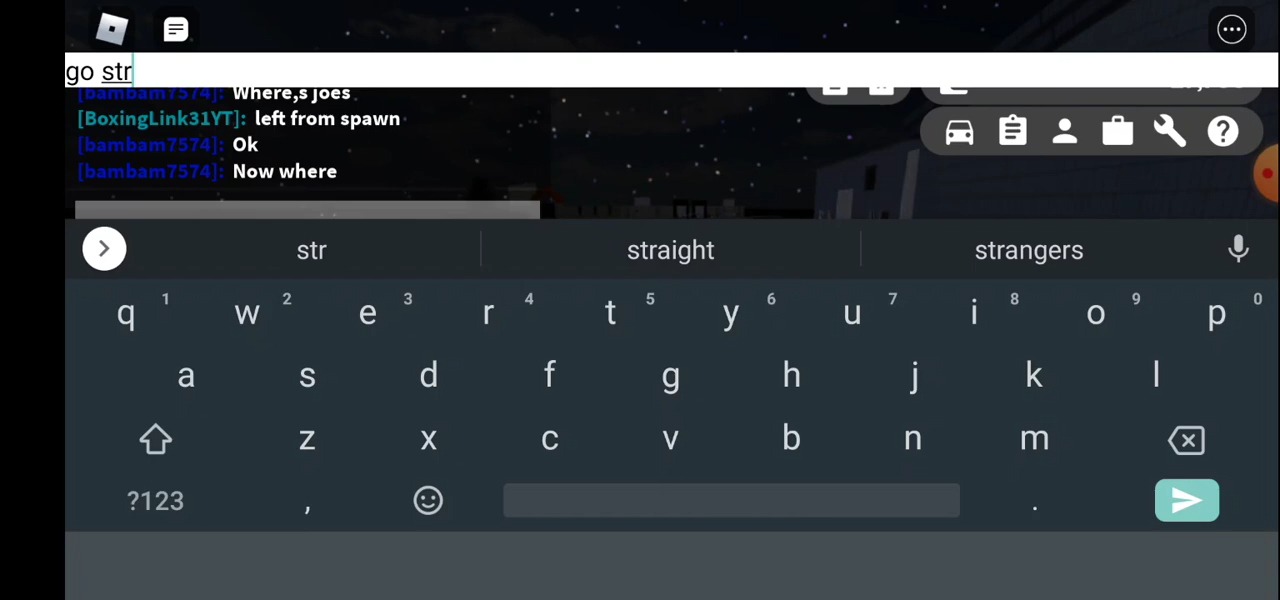 go str
[bambam7574]: Where,s joes
[BoxingLink31YT]: left from spawn
[bambam7574]: Ok
[bambam7574]: Now where
str straight strangers
q 1 w 2 e 3 r 4 t 5 y 6 u 7 i 8 o 9 p 0
a s d f g h j k l
z x c v b n m
?123 , .